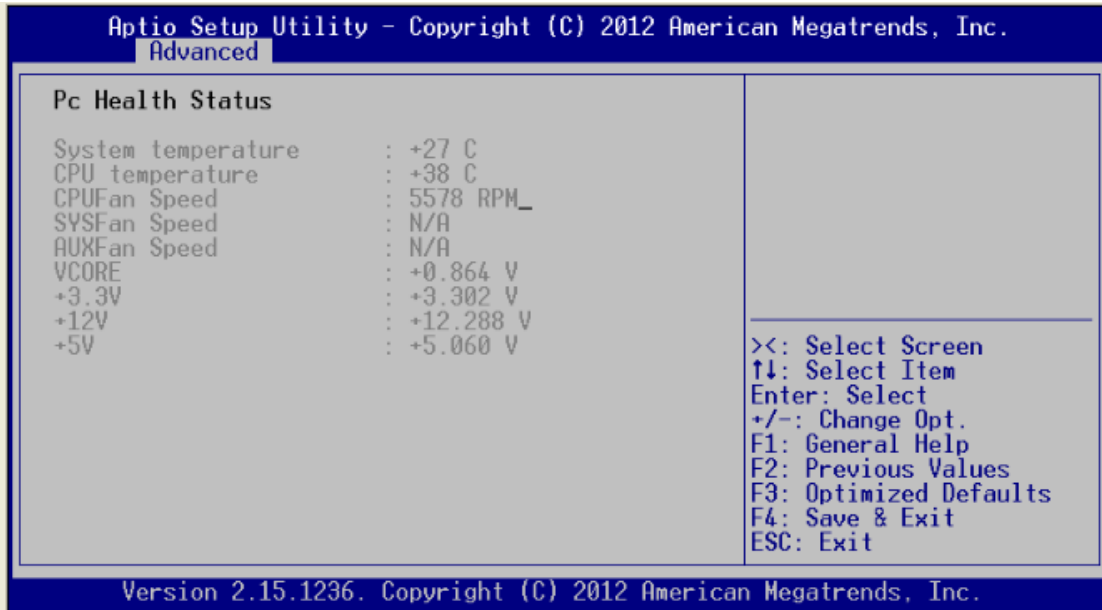 Aptio Setup Utility - Copyright (C) 2012 American Megatrends, Inc.
Advanced
Pc Health Status
System temperature : +27 C
CPU temperature : +38 C
CPUFan Speed : 5578 RPM_
SYSFan Speed : N/A
AUXFan Speed : N/A
VCORE : +0.864 V
+3.3V : +3.302 V
+12V : +12.288 V
+5V : +5.060 V
><: Select Screen
↑↓: Select Item
Enter: Select
+/-: Change Opt.
F1: General Help
F2: Previous Values
F3: Optimized Defaults
F4: Save & Exit
ESC: Exit
Version 2.15.1236. Copyright (C) 2012 American Megatrends, Inc.